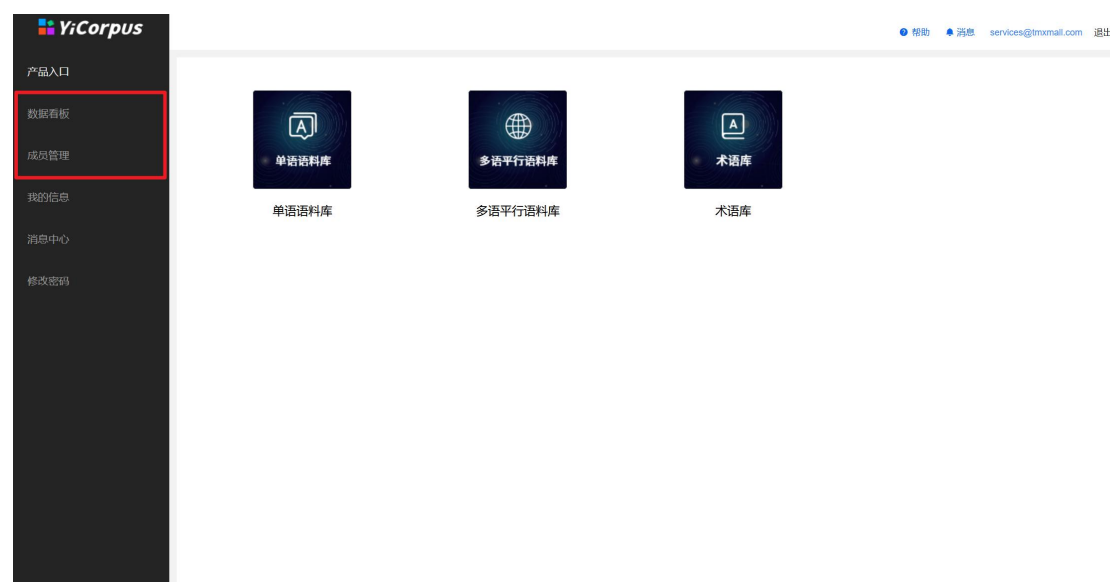 YiCorpus
帮助 消息 services@tmxmall.com 退出
产品入口
数据看板
成员管理
我的信息
消息中心
修改密码
A
单语语料库
多语平行语料库
A
术语库
单语语料库
多语平行语料库
术语库